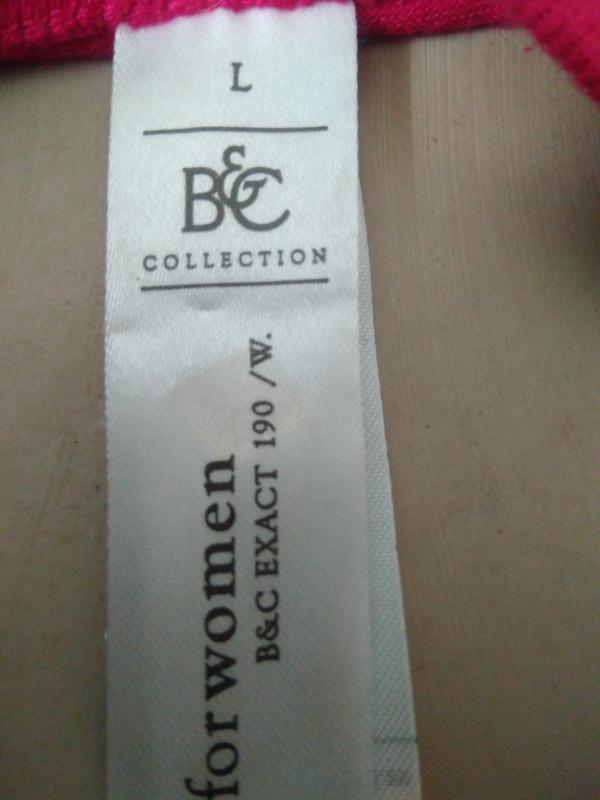 L
B&C
COLLECTION
for women
B&C EXACT 190 /W.